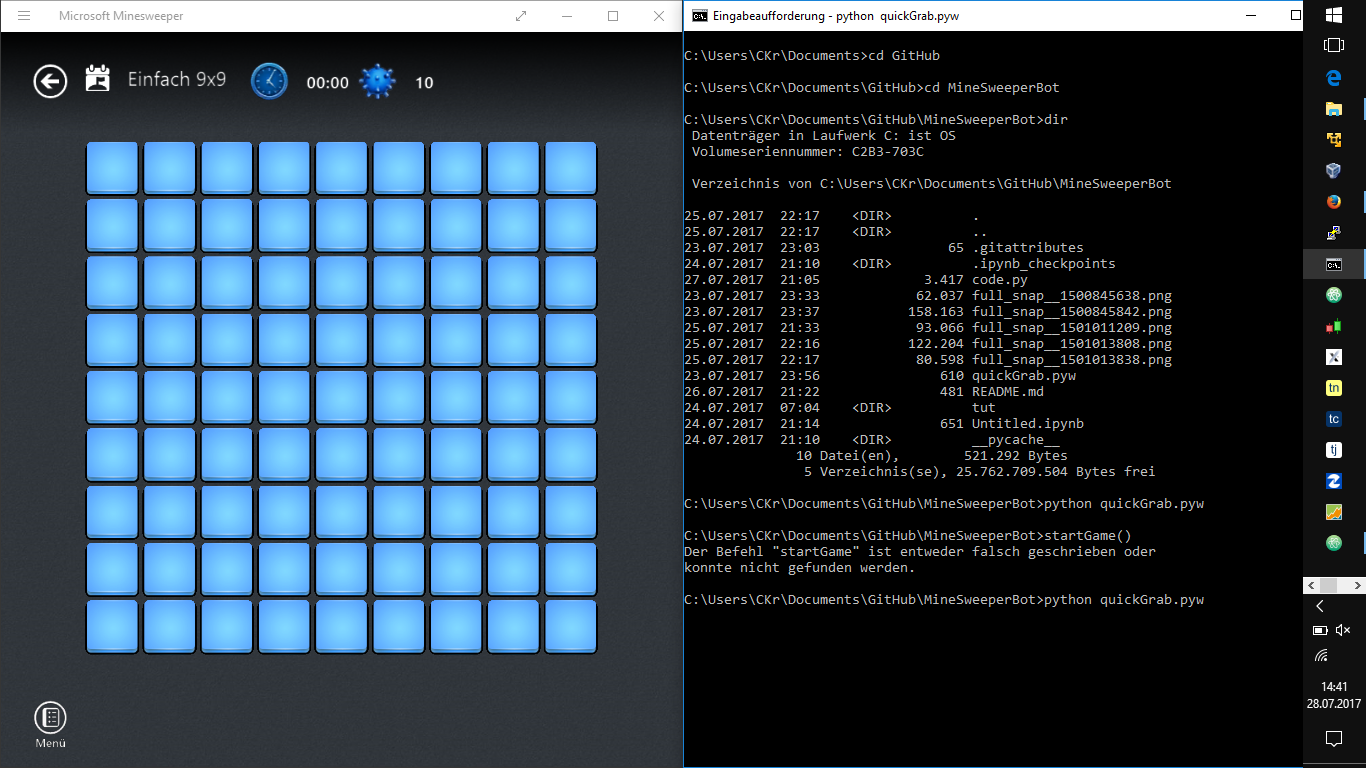 Microsoft Minesweeper
Einfach 9x9
00:00
10
Menü
Eingabeaufforderung - python  quickGrab.pyw
C:\Users\CKr\Documents>cd GitHub
C:\Users\CKr\Documents\GitHub>cd MineSweeperBot
C:\Users\CKr\Documents\GitHub\MineSweeperBot>dir
Datenträger in Laufwerk C: ist OS
Volumeseriennummer: C2B3-703C
Verzeichnis von C:\Users\CKr\Documents\GitHub\MineSweeperBot
25.07.2017  22:17    <DIR>          .
25.07.2017  22:17    <DIR>          ..
23.07.2017  23:03                65 .gitattributes
24.07.2017  21:10    <DIR>          .ipynb_checkpoints
27.07.2017  21:05             3.417 code.py
23.07.2017  23:33            62.037 full_snap__1500845638.png
23.07.2017  23:37           158.163 full_snap__1500845842.png
25.07.2017  21:33            93.066 full_snap__1501011209.png
25.07.2017  22:16           122.204 full_snap__1501013808.png
25.07.2017  22:17            80.598 full_snap__1501013838.png
23.07.2017  23:56               610 quickGrab.pyw
26.07.2017  21:22               481 README.md
24.07.2017  07:04    <DIR>          tut
24.07.2017  21:14               651 Untitled.ipynb
24.07.2017  21:10    <DIR>          __pycache__
10 Datei(en),        521.292 Bytes
5 Verzeichnis(se), 25.762.709.504 Bytes frei
C:\Users\CKr\Documents\GitHub\MineSweeperBot>python quickGrab.pyw
C:\Users\CKr\Documents\GitHub\MineSweeperBot>startGame()
Der Befehl "startGame" ist entweder falsch geschrieben oder
konnte nicht gefunden werden.
C:\Users\CKr\Documents\GitHub\MineSweeperBot>python quickGrab.pyw
tn
tc
tj
14:41
28.07.2017